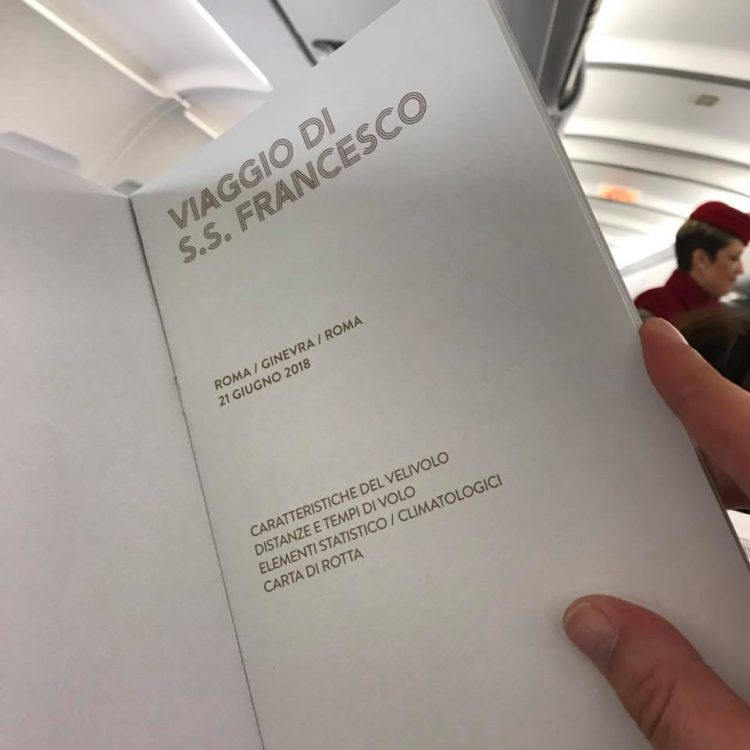 VIAGGIO DI
S.S. FRANCESCO
ROMA / GINEVRA / ROMA
21 GIUGNO 2018
CARATTERISTICHE DEL VELIVOLO
DISTANZE E TEMPI DI VOLO
ELEMENTI STATISTICO / CLIMATOLOGICI
CARTA DI ROTTA